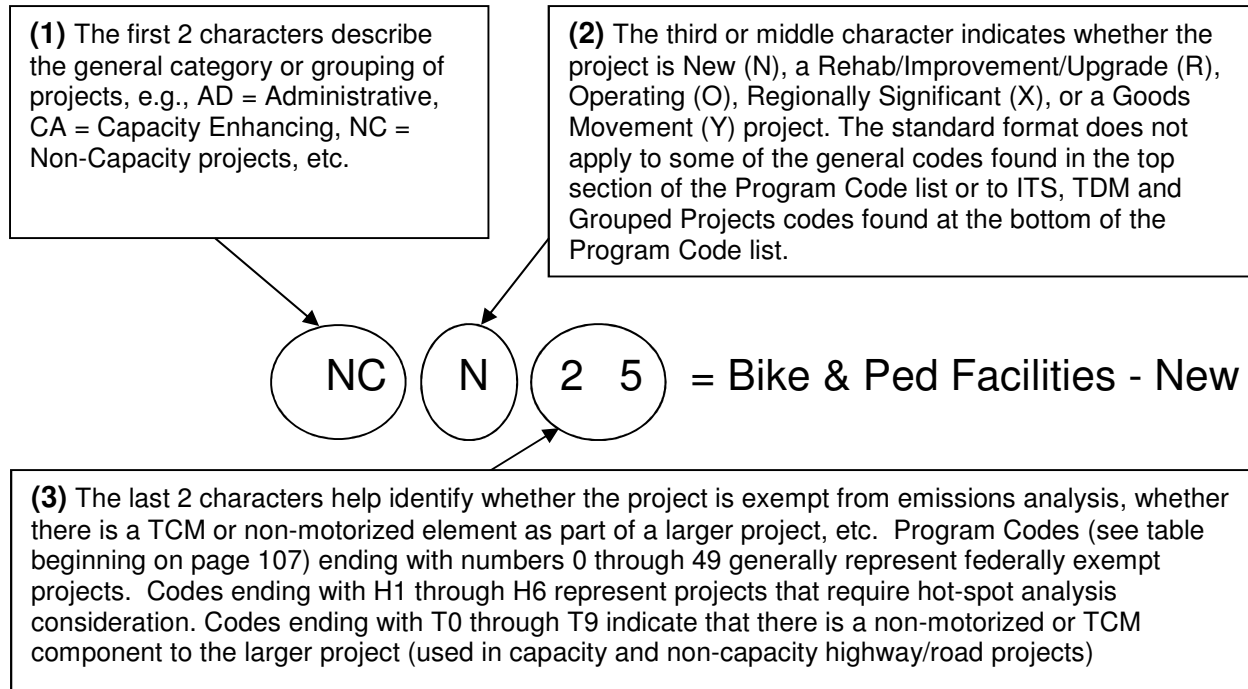 (1) The first 2 characters describe
the general category or grouping of
projects, e.g., AD = Administrative,
CA = Capacity Enhancing, NC =
Non-Capacity projects, etc.
(2) The third or middle character indicates whether the
project is New (N), a Rehab/Improvement/Upgrade (R),
Operating (O), Regionally Significant (X), or a Goods
Movement (Y) project. The standard format does not
apply to some of the general codes found in the top
section of the Program Code list or to ITS, TDM and
Grouped Projects codes found at the bottom of the
Program Code list.
NC N 2 5 = Bike & Ped Facilities - New
(3) The last 2 characters help identify whether the project is exempt from emissions analysis, whether
there is a TCM or non-motorized element as part of a larger project, etc. Program Codes (see table
beginning on page 107) ending with numbers 0 through 49 generally represent federally exempt
projects. Codes ending with H1 through H6 represent projects that require hot-spot analysis
consideration. Codes ending with T0 through T9 indicate that there is a non-motorized or TCM
component to the larger project (used in capacity and non-capacity highway/road projects)